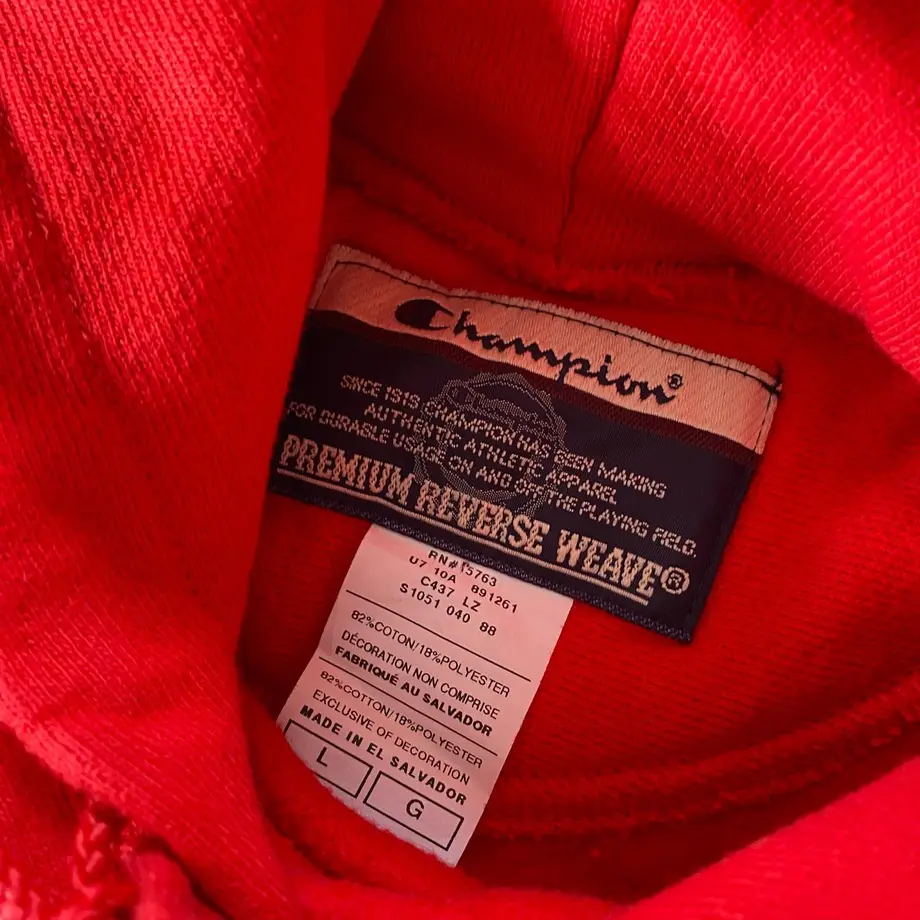 Champion®
SINCE 1919 CHAMPION HAS BEEN MAKING
AUTHENTIC ATHLETIC APPAREL
FOR DURABLE USAGE ON AND OFF THE PLAYING FIELD.
PREMIUM REVERSE WEAVE®
RN# 15763
U7 10A 891261
C437 LZ
S1051 040 88
82%COTON/18%POLYESTER
DÉCORATION NON COMPRISE
FABRIQUÉ AU SALVADOR
82%COTTON/18%POLYESTER
EXCLUSIVE OF DECORATION
MADE IN EL SALVADOR
L
G